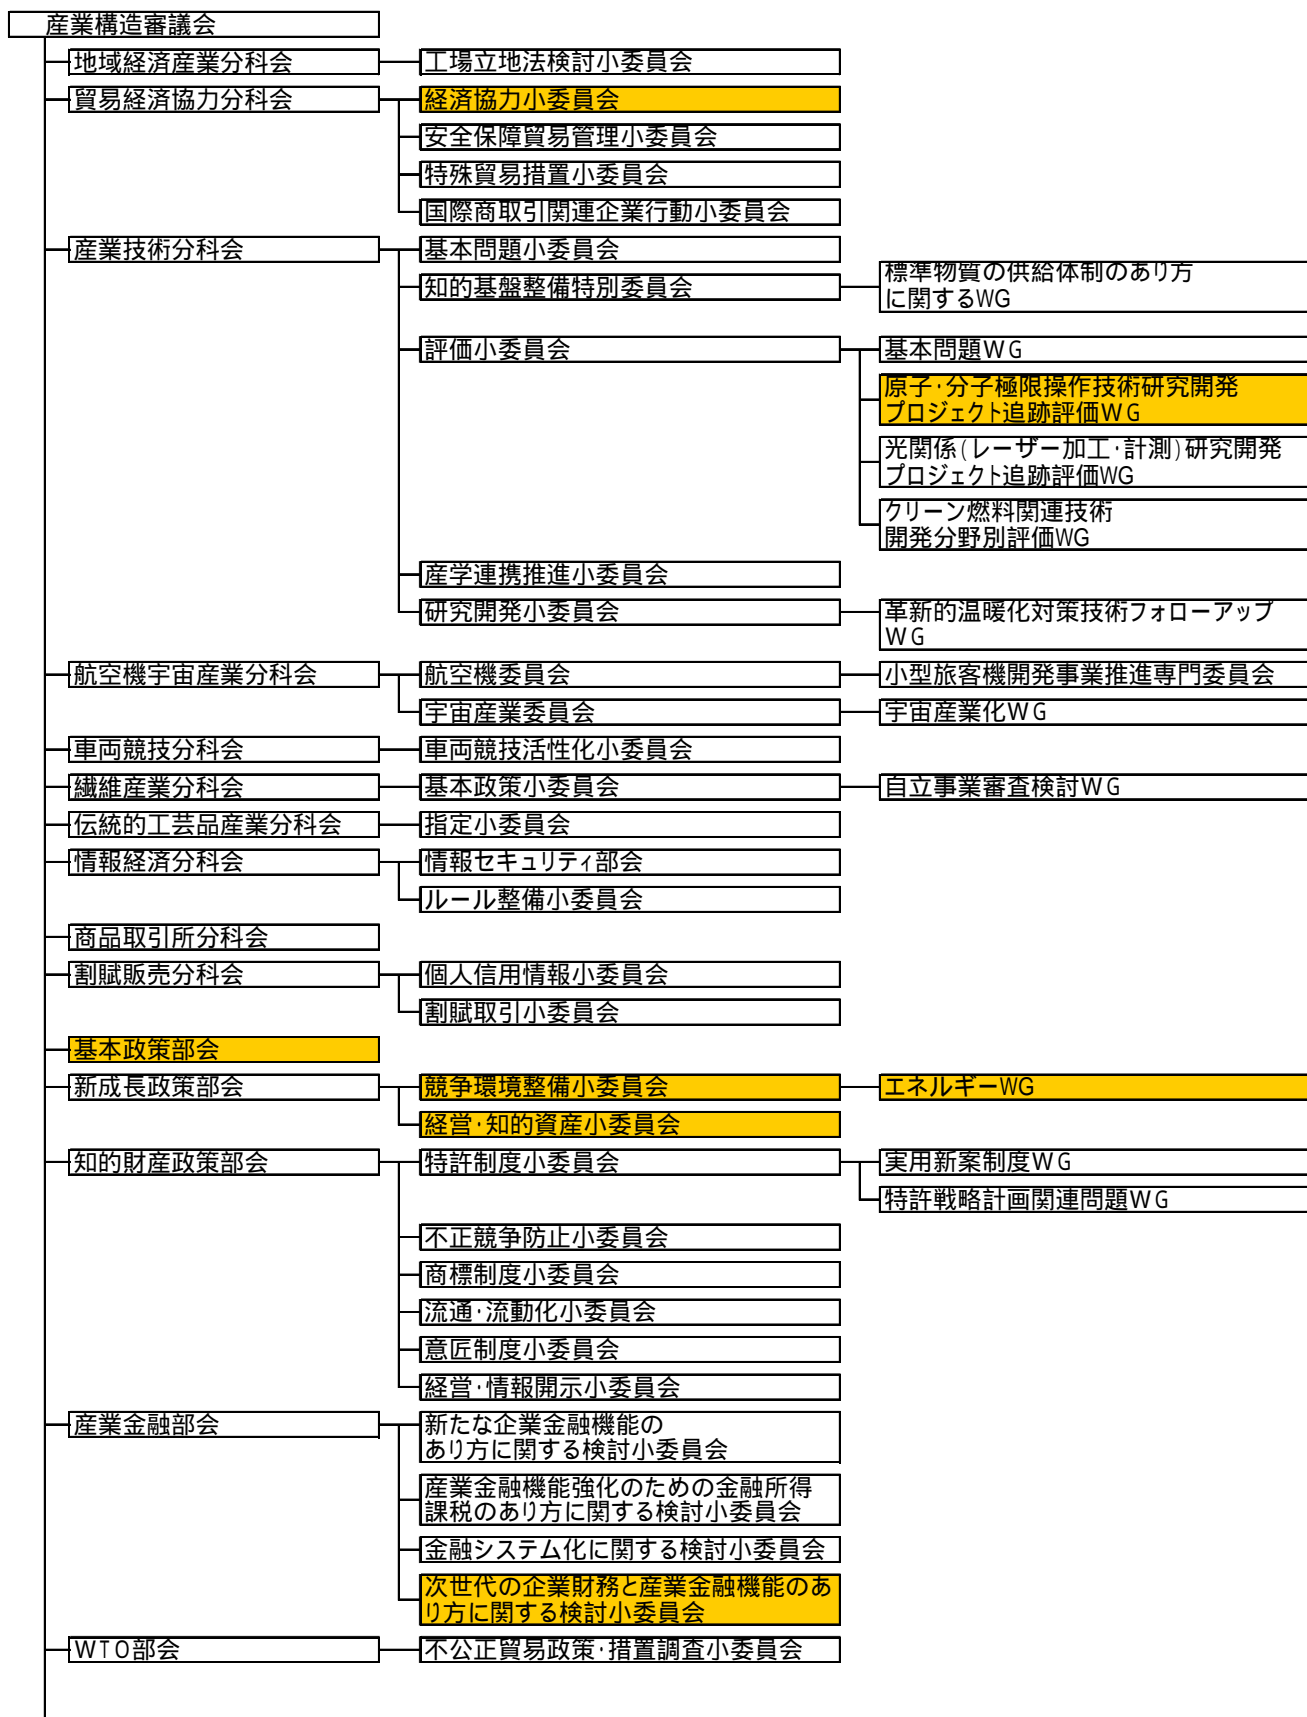 産業構造審議会
地域経済産業分科会
工場立地法検討小委員会
貿易経済協力分科会
経済協力小委員会
安全保障貿易管理小委員会
特殊貿易措置小委員会
国際商取引関連企業行動小委員会
産業技術分科会
基本問題小委員会
知的基盤整備特別委員会
標準物質の供給体制のあり方
に関するWG
評価小委員会
基本問題WG
原子・分子極限操作技術研究開発
プロジェクト追跡評価WG
光関係(レーザー加工・計測)研究開発
プロジェクト追跡評価WG
クリーン燃料関連技術
開発分野別評価WG
産学連携推進小委員会
研究開発小委員会
革新的温暖化対策技術フォローアップ
WG
航空機宇宙産業分科会
航空機委員会
小型旅客機開発事業推進専門委員会
宇宙産業委員会
宇宙産業化WG
車両競技分科会
車両競技活性化小委員会
繊維産業分科会
基本政策小委員会
自立事業審査検討WG
伝統的工芸品産業分科会
指定小委員会
情報経済分科会
情報セキュリティ部会
ルール整備小委員会
商品取引所分科会
割賦販売分科会
個人信用情報小委員会
割賦取引小委員会
基本政策部会
新成長政策部会
競争環境整備小委員会
エネルギーWG
経営・知的資産小委員会
知的財産政策部会
特許制度小委員会
実用新案制度WG
特許戦略計画関連問題WG
不正競争防止小委員会
商標制度小委員会
流通・流動化小委員会
意匠制度小委員会
経営・情報開示小委員会
産業金融部会
新たな企業金融機能の
あり方に関する検討小委員会
産業金融機能強化のための金融所得
課税のあり方に関する検討小委員会
金融システム化に関する検討小委員会
次世代の企業財務と産業金融機能のあ
り方に関する検討小委員会
WTO部会
不公正貿易政策・措置調査小委員会